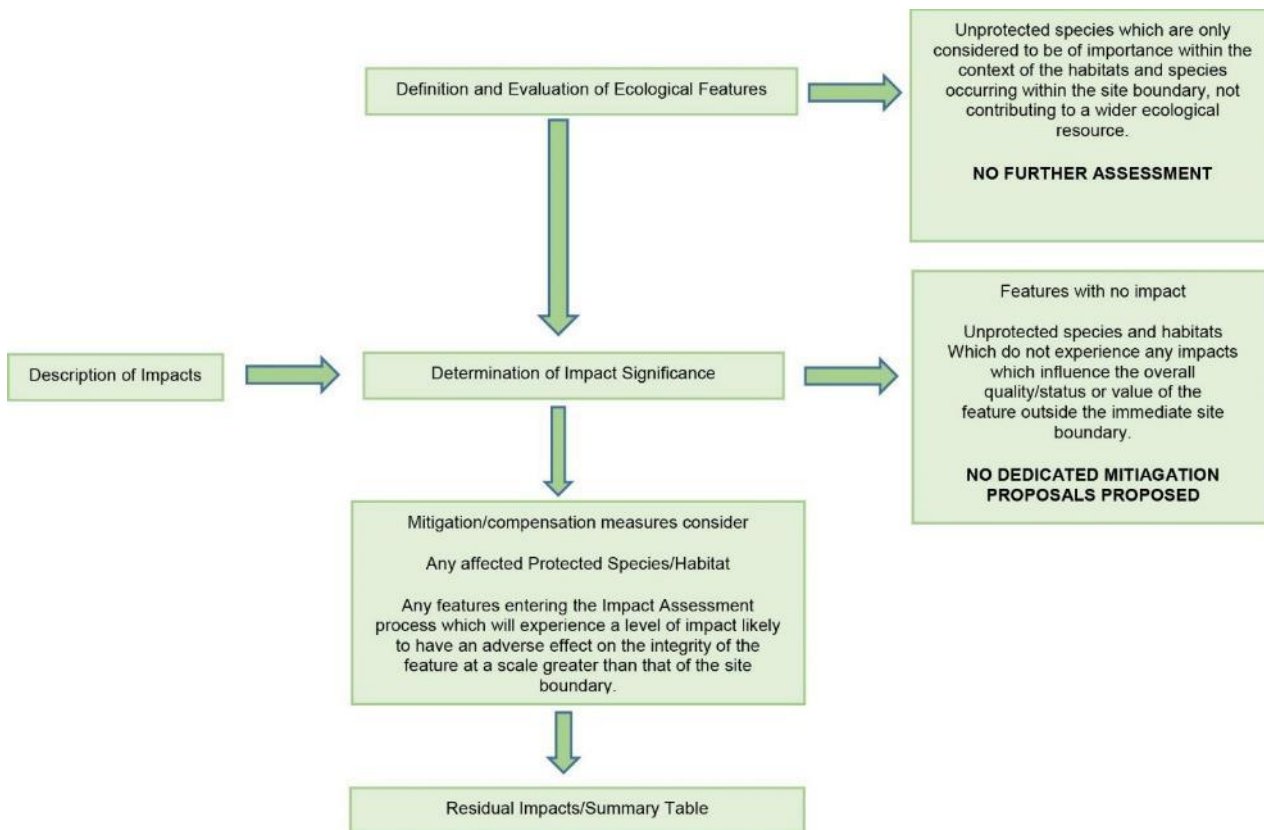 Definition and Evaluation of Ecological Features
Unprotected species which are only
considered to be of importance within the
context of the habitats and species
occurring within the site boundary, not
contributing to a wider ecological
resource.
NO FURTHER ASSESSMENT
Description of Impacts
Determination of Impact Significance
Features with no impact
Unprotected species and habitats
Which do not experience any impacts
which influence the overall
quality/status or value of the
feature outside the immediate site
boundary.
NO DEDICATED MITIAGATION
PROPOSALS PROPOSED
Mitigation/compensation measures consider
Any affected Protected Species/Habitat
Any features entering the Impact Assessment
process which will experience a level of impact likely
to have an adverse effect on the integrity of the
feature at a scale greater than that of the site
boundary.
Residual Impacts/Summary Table